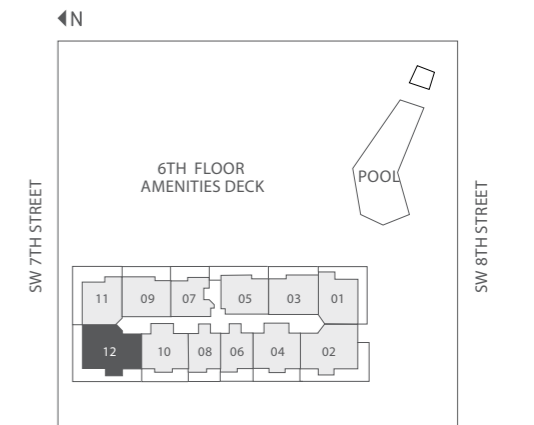 N
6TH FLOOR
AMENITIES DECK
POOL
SW 7TH STREET
SW 8TH STREET
11
09
07
05
03
01
12
10
08
06
04
02